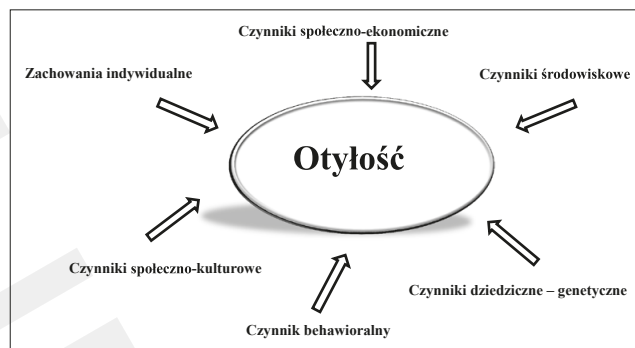 Czynniki społeczno-ekonomiczne
Zachowania indywidualne
Czynniki środowiskowe
Otyłość
Czynniki społeczno-kulturowe
Czynniki dziedziczne – genetyczne
Czynnik behawioralny